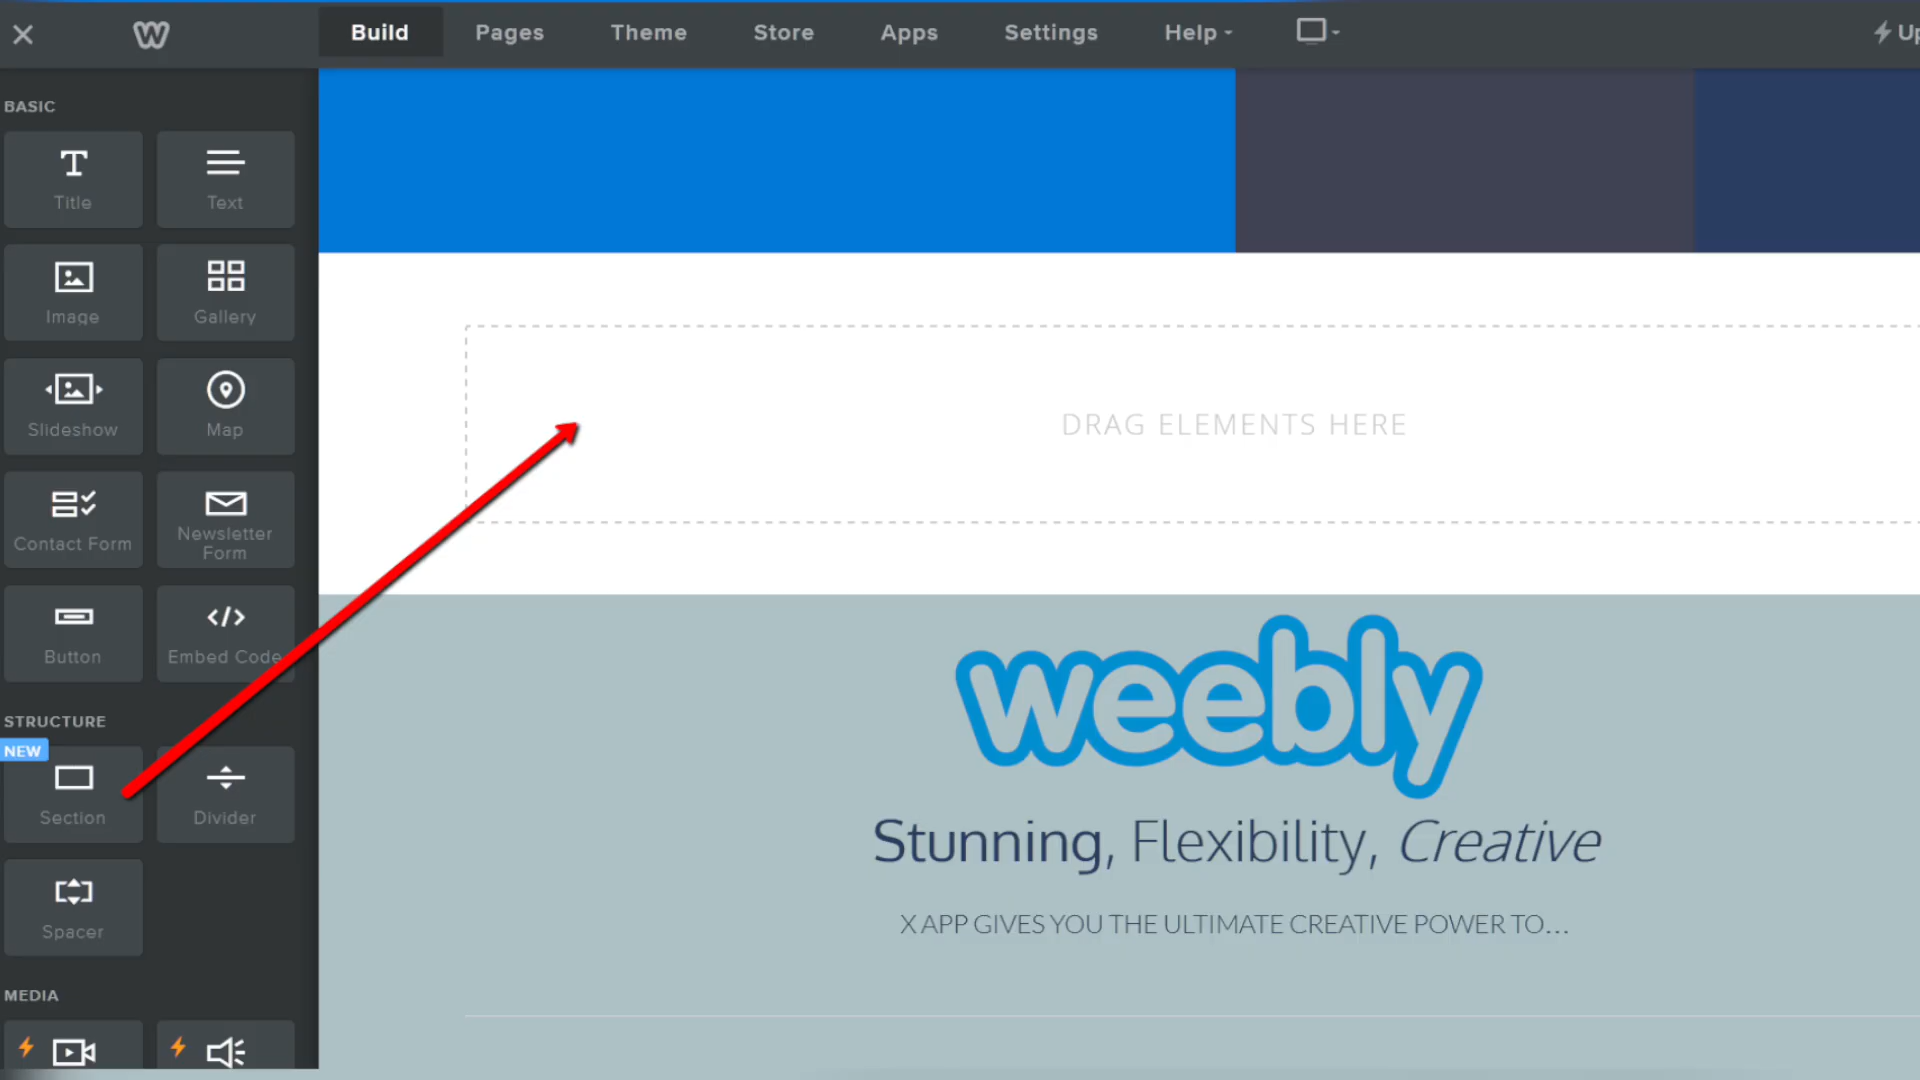 Build Pages Theme Store Apps Settings Help Up
BASIC
Title Text
Image Gallery
Slideshow Map
Contact Form Newsletter Form
Button Embed Code
STRUCTURE
NEW
Section Divider
Spacer
MEDIA
DRAG ELEMENTS HERE
weebly
Stunning, Flexibility, Creative
X APP GIVES YOU THE ULTIMATE CREATIVE POWER TO...